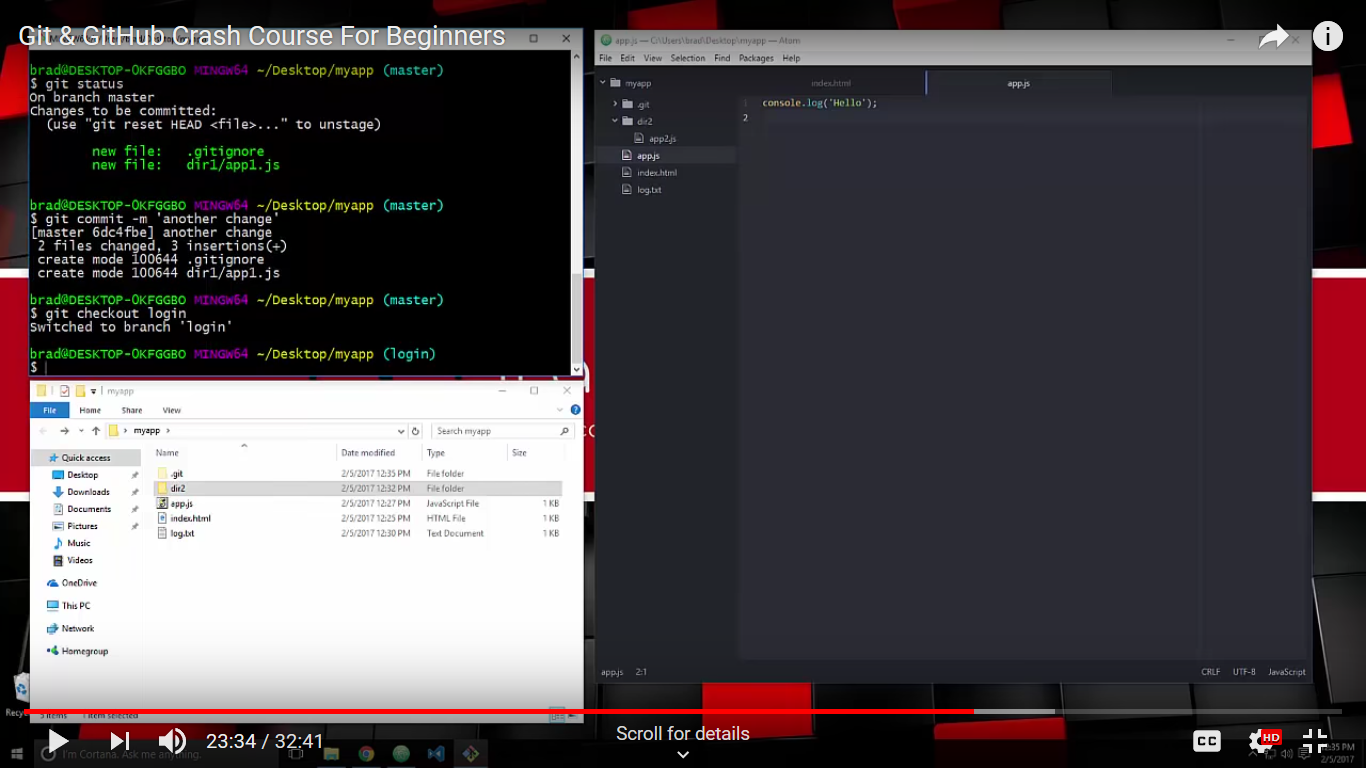 Git & GitHub Crash Course For Beginners
brad@DESKTOP-0KFGGBO MINGW64 ~/Desktop/myapp (master)
$ git status
On branch master
Changes to be committed:
(use "git reset HEAD <file>..." to unstage)
new file: .gitignore
new file: dir1/app1.js
brad@DESKTOP-0KFGGBO MINGW64 ~/Desktop/myapp (master)
$ git commit -m 'another change'
[master 6dc4fbe] another change
2 files changed, 3 insertions(+)
create mode 100644 .gitignore
create mode 100644 dir1/app1.js
brad@DESKTOP-0KFGGBO MINGW64 ~/Desktop/myapp (master)
$ git checkout login
Switched to branch 'login'
brad@DESKTOP-0KFGGBO MINGW64 ~/Desktop/myapp (login)
$
myapp
File Home Share View
myapp
Search myapp
Name Date modified Type Size
Quick access
Desktop
Downloads
Documents
Pictures
Music
Videos
OneDrive
This PC
Network
Homegroup
.git 2/5/2017 12:35 PM File folder
dir2 2/5/2017 12:32 PM File folder
app.js 2/5/2017 12:27 PM JavaScript File 1 KB
index.html 2/5/2017 12:25 PM HTML File 1 KB
log.txt 2/5/2017 12:30 PM Text Document 1 KB
5 items 1 item selected
app.js — C:\Users\brad\Desktop\myapp — Atom
File Edit View Selection Find Packages Help
myapp
.git
dir2
app2.js
app.js
index.html
log.txt
index.html app.js
1 console.log('Hello');
2
app.js 2:1
CRLF UTF-8 JavaScript
23:34 / 32:41
Scroll for details
CC
HD
I'm Cortana. Ask me anything.
2/5/2017